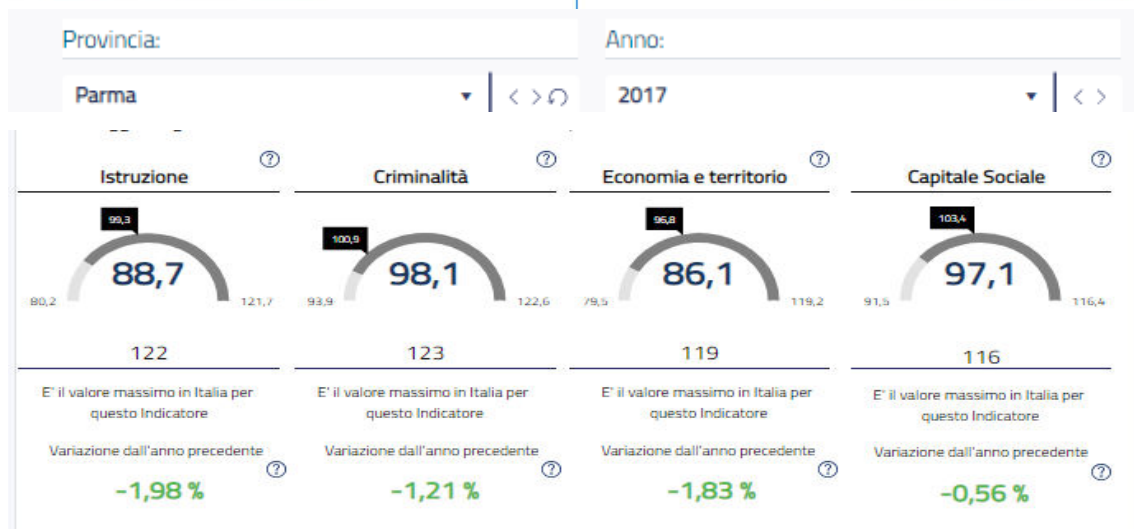 Provincia:
Anno:
Parma
2017
Istruzione
99,3
88,7
80,2
121,7
122
E' il valore massimo in Italia per
questo Indicatore
Variazione dall'anno precedente
-1,98 %
Criminalità
100,9
98,1
93,9
122,6
123
E' il valore massimo in Italia per
questo Indicatore
Variazione dall'anno precedente
-1,21 %
Economia e territorio
96,8
86,1
79,5
119,2
119
E' il valore massimo in Italia per
questo Indicatore
Variazione dall'anno precedente
-1,83 %
Capitale Sociale
103,4
97,1
91,5
116,4
116
E' il valore massimo in Italia per
questo Indicatore
Variazione dall'anno precedente
-0,56 %